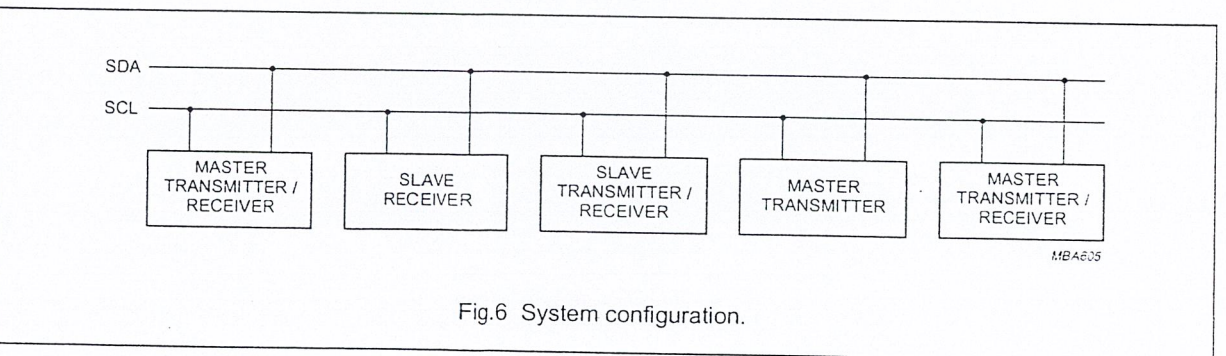 SDA
SCL
MASTER
TRANSMITTER /
RECEIVER
SLAVE
RECEIVER
SLAVE
TRANSMITTER /
RECEIVER
MASTER
TRANSMITTER
MASTER
TRANSMITTER /
RECEIVER
MBA605
Fig.6 System configuration.